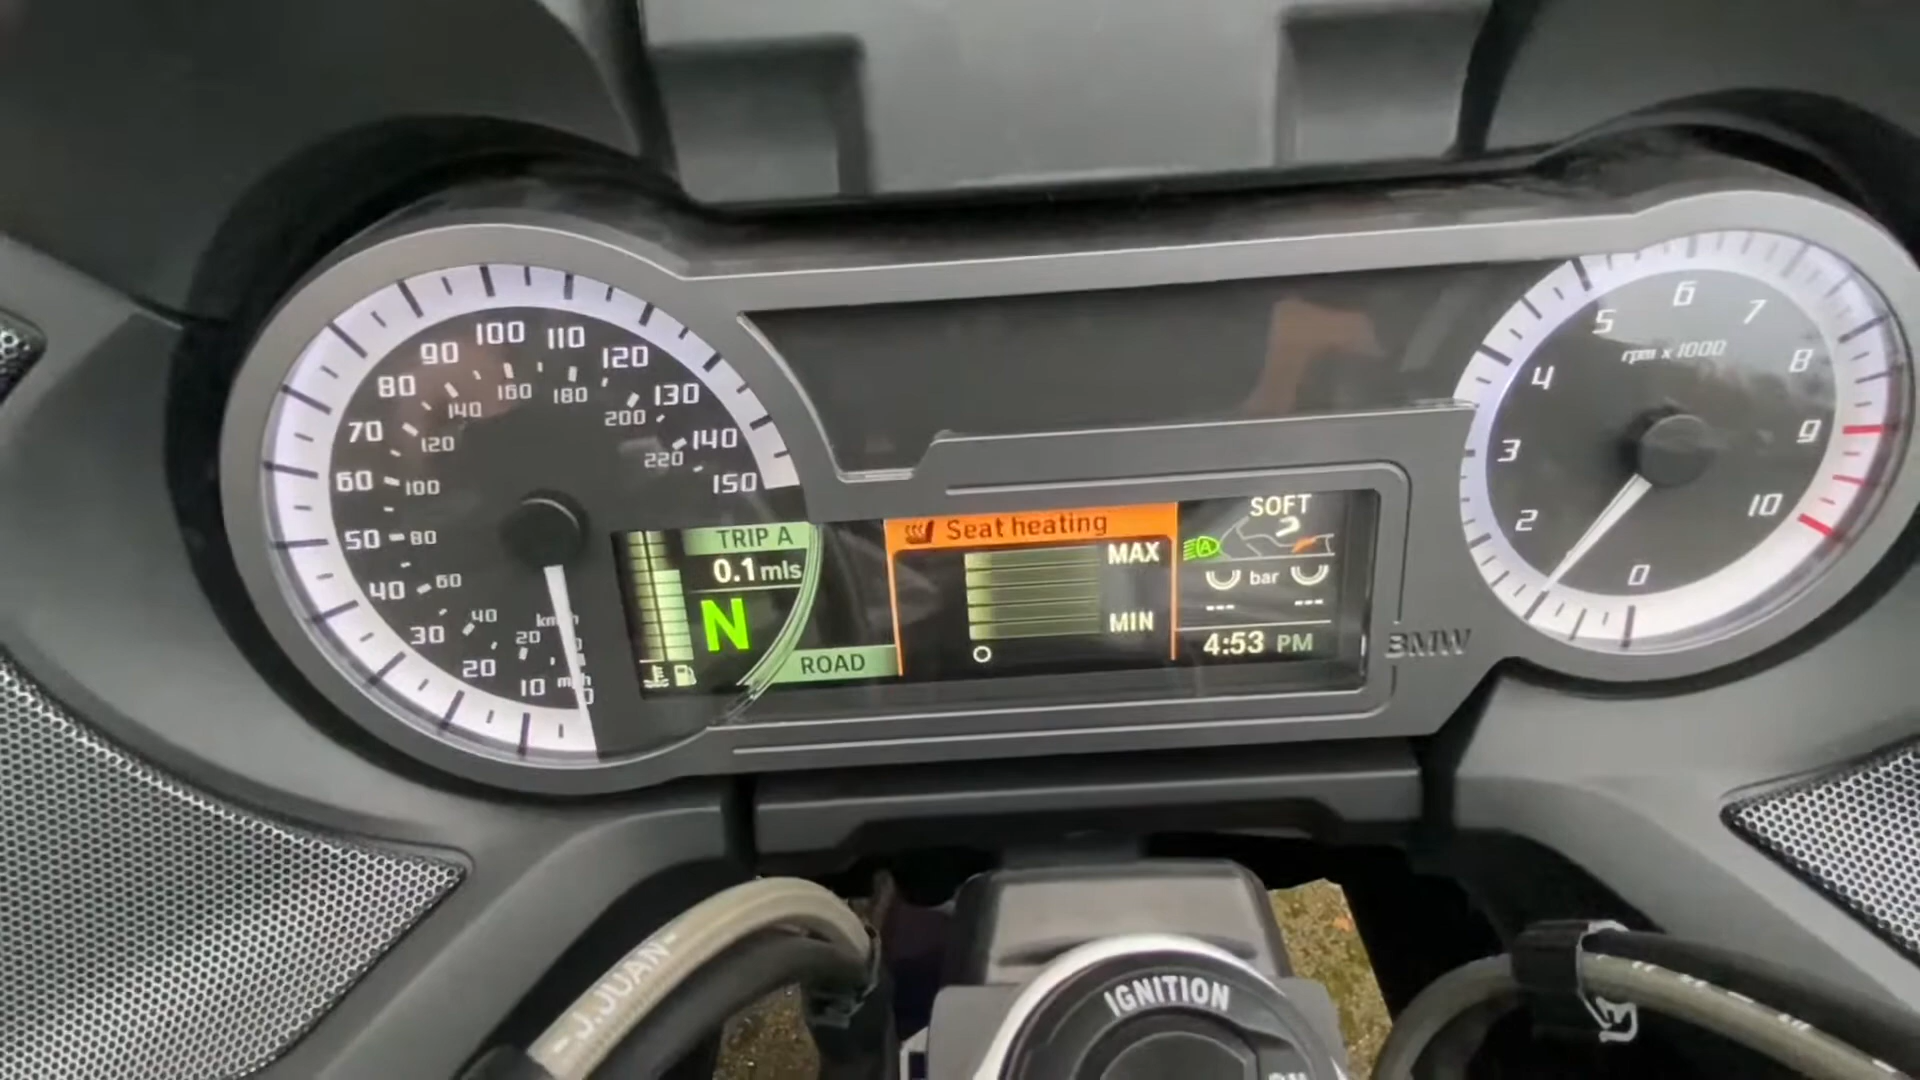 100
90
110
80
120
160
180
140
130
200
70
120
140
220
60
100
150
50
80
40
60
30
40
20
20
10
mph
0
TRIP A
0.1 mls
N
ROAD
Seat heating
MAX
MIN
SOFT
A
bar
--- ---
4:53 PM
BMW
6
5
7
rpm x 1000
4
8
3
9
2
10
0
J.JUAN
IGNITION